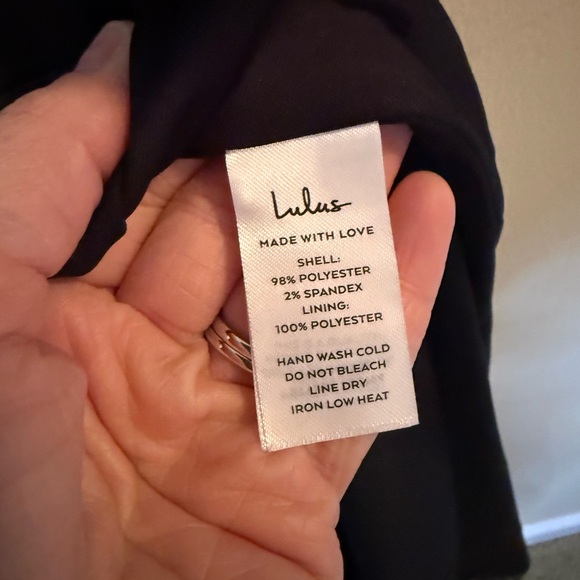 Lulus
MADE WITH LOVE
SHELL:
98% POLYESTER
2% SPANDEX
LINING:
100% POLYESTER
HAND WASH COLD
DO NOT BLEACH
LINE DRY
IRON LOW HEAT